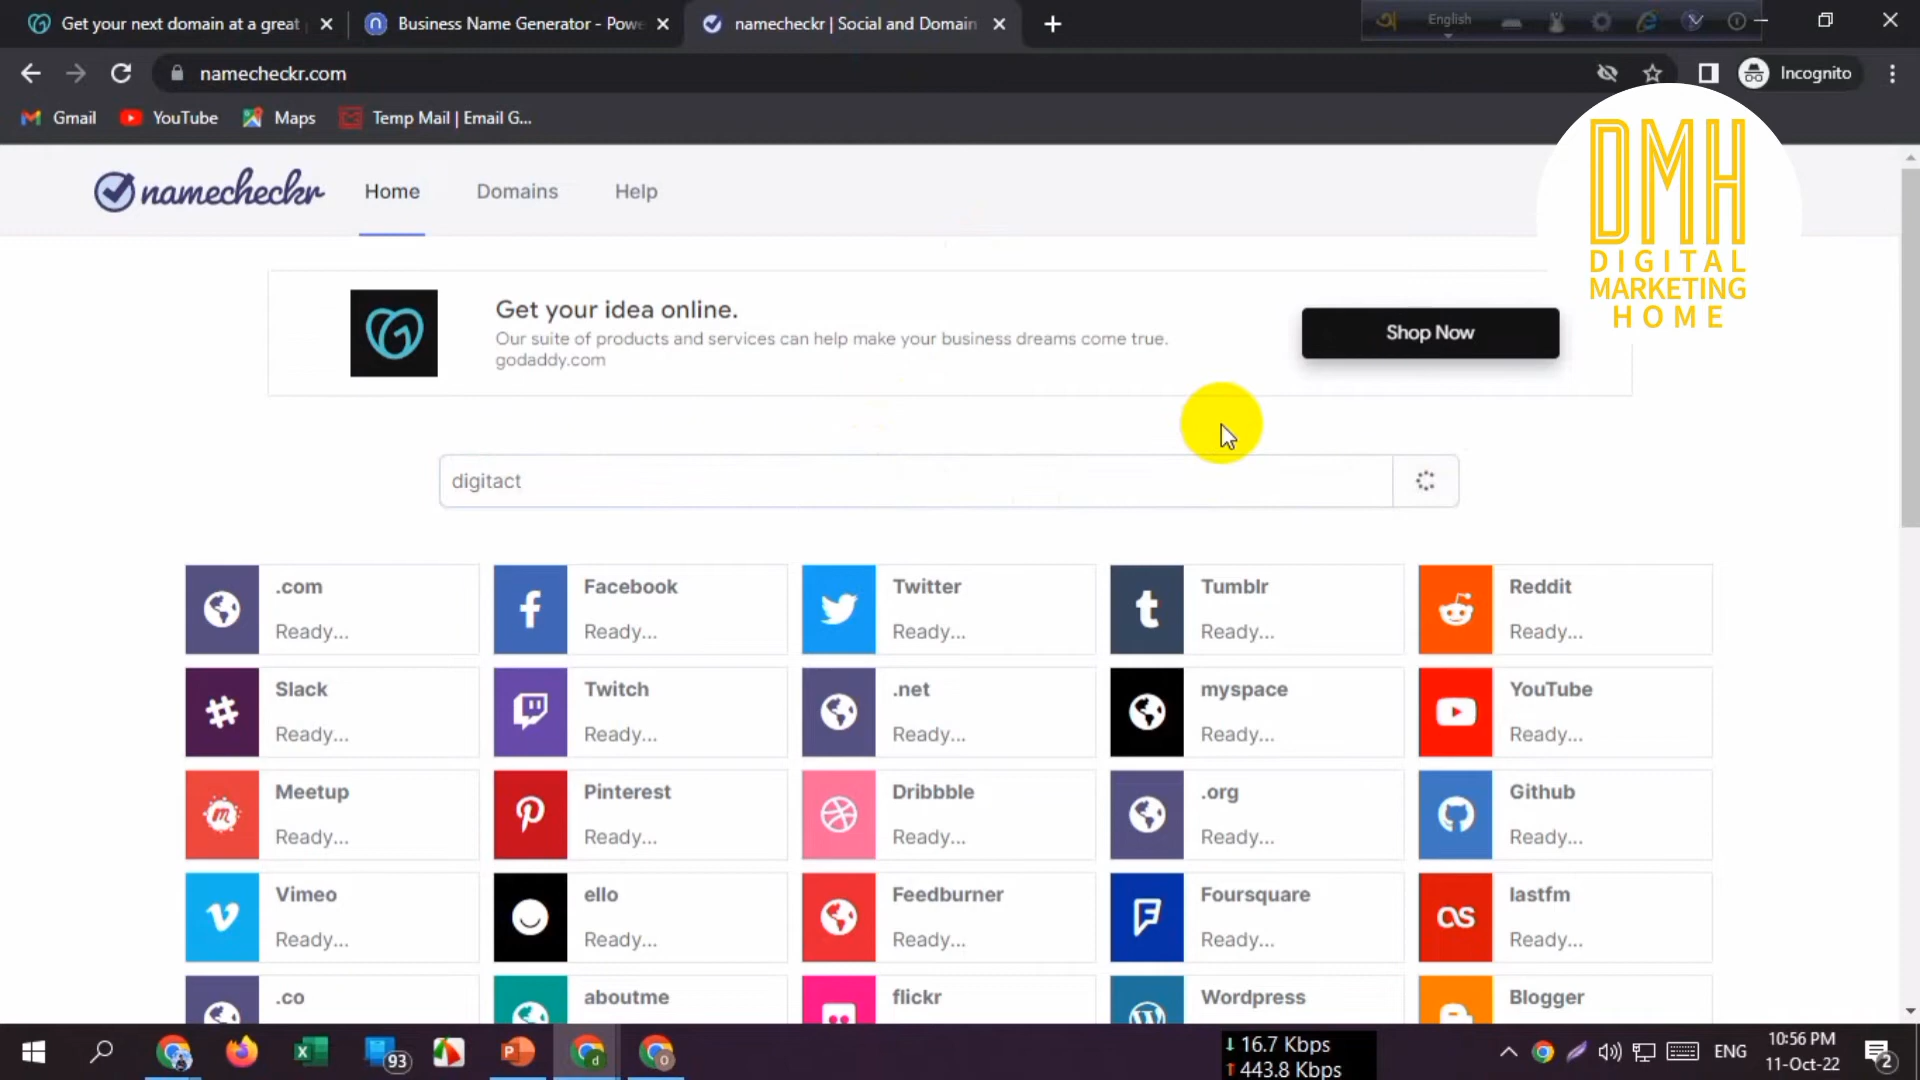 Get your next domain at a great
Business Name Generator - Powe
namecheckr | Social and Domain
English
namecheckr.com
Incognito
Gmail
YouTube
Maps
Temp Mail | Email G...
namecheckr
Home
Domains
Help
DMH
DIGITAL
MARKETING
HOME
Get your idea online.
Our suite of products and services can help make your business dreams come true.
godaddy.com
Shop Now
digitact
.com
Ready...
Facebook
Ready...
Twitter
Ready...
Tumblr
Ready...
Reddit
Ready...
Slack
Ready...
Twitch
Ready...
.net
Ready...
myspace
Ready...
YouTube
Ready...
Meetup
Ready...
Pinterest
Ready...
Dribbble
Ready...
.org
Ready...
Github
Ready...
Vimeo
Ready...
ello
Ready...
Feedburner
Ready...
Foursquare
Ready...
lastfm
Ready...
.co
aboutme
flickr
Wordpress
Blogger
93
16.7 Kbps
443.8 Kbps
ENG
10:56 PM
11-Oct-22
2